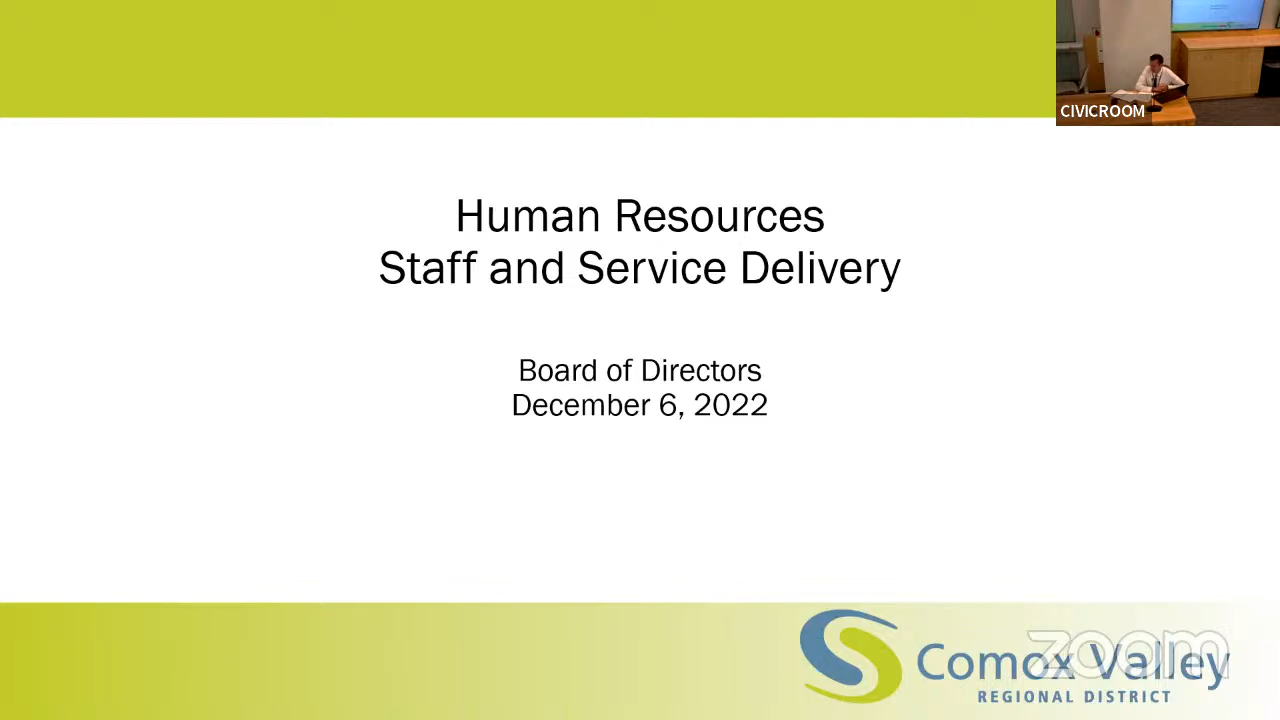 CIVICROOM
Human Resources
Staff and Service Delivery
Board of Directors
December 6, 2022
zoom
Comox Valley
REGIONAL DISTRICT